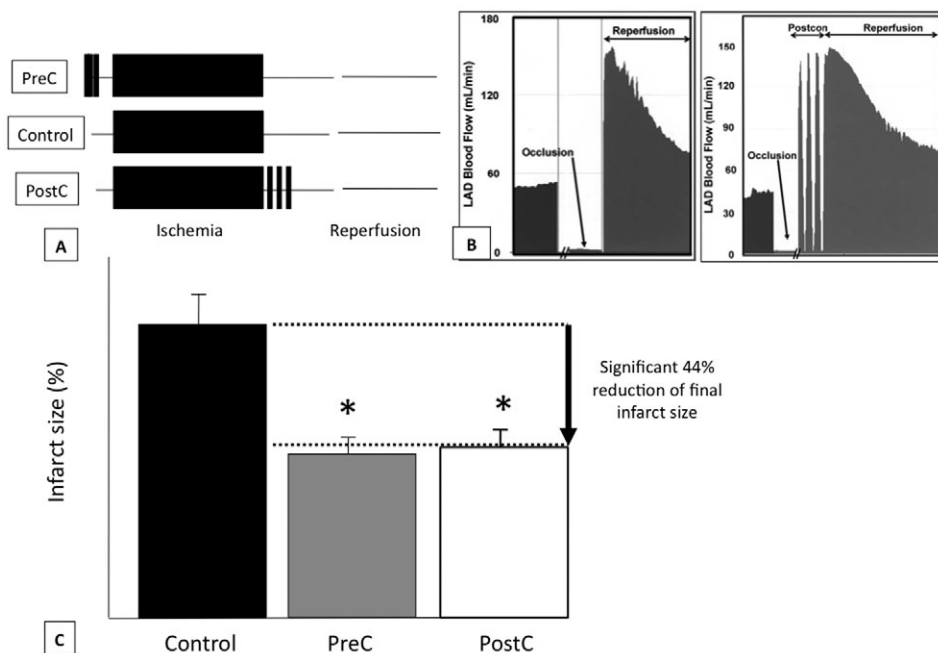 PreC
Control
PostC
Ischemia
Reperfusion
A
180
120
60
0
LAD Blood Flow (mL/min)
Reperfusion
Occlusion
B
150
120
90
60
30
0
LAD Blood Flow (mL/min)
Postcon
Reperfusion
Occlusion
Infarct size (%)
*
*
Significant 44%
reduction of final
infarct size
C
Control
PreC
PostC